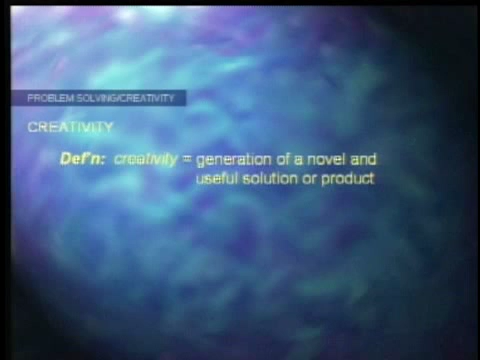 PROBLEM SOLVING/CREATIVITY
CREATIVITY
Def'n: creativity = generation of a novel and
useful solution or product